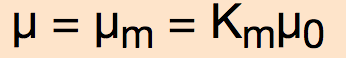 μ = μₘ = Kₘμ₀